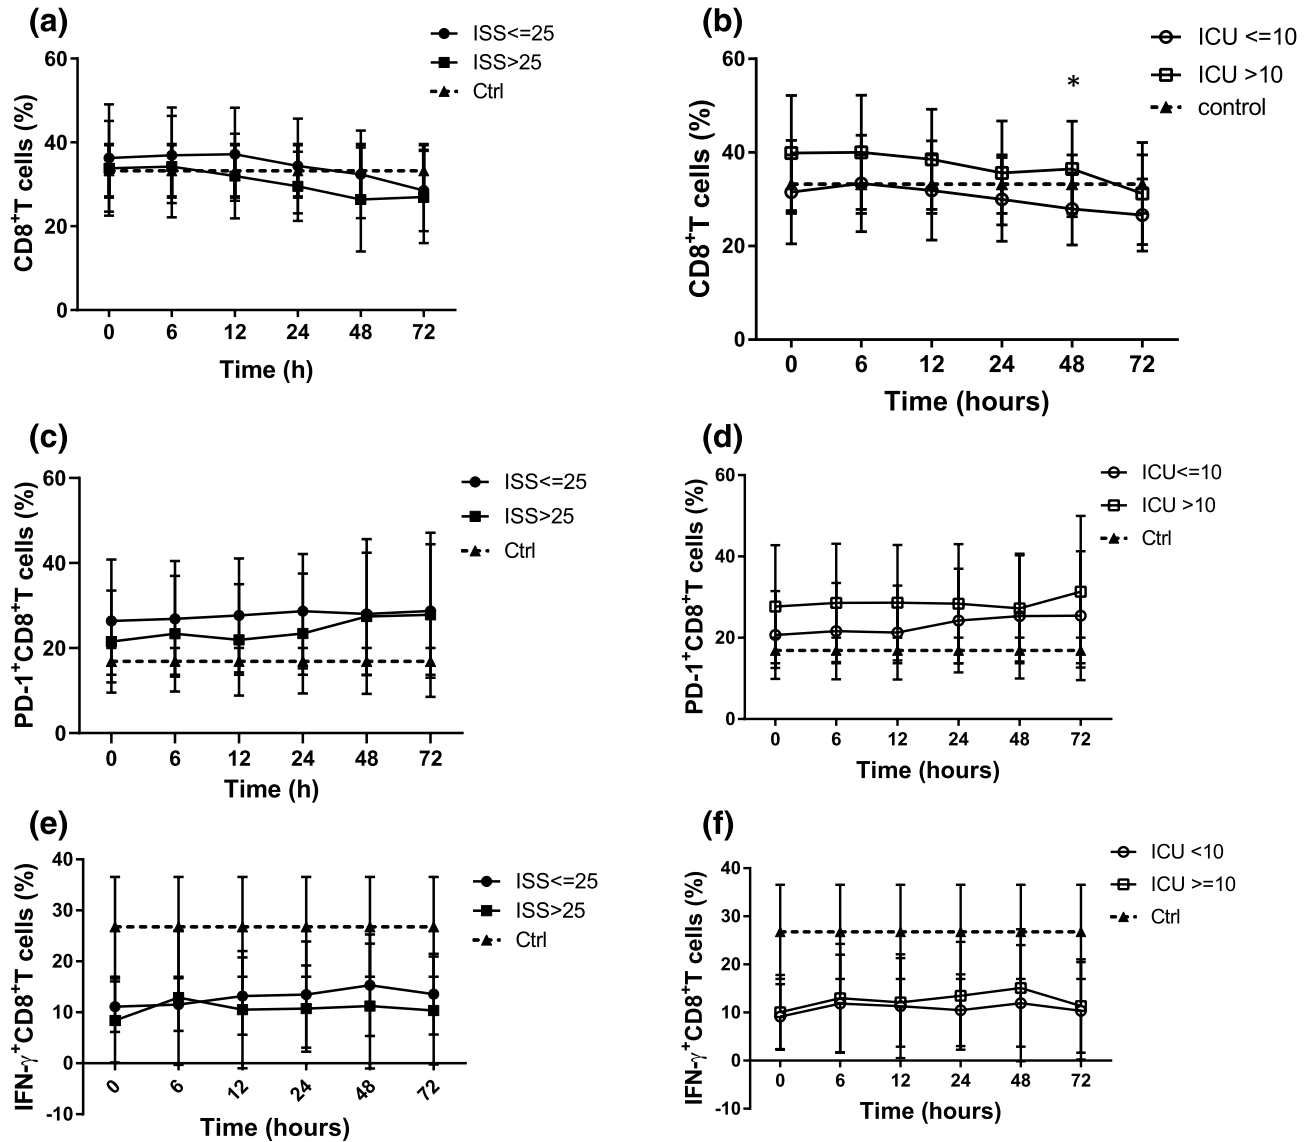 (a)
ISS<=25
ISS>25
Ctrl
CD8+T cells (%)
60
40
20
0
0 6 12 24 48 72
Time (h)
(b)
ICU <=10
ICU >10
control
CD8+T cells (%)
60
40
20
0
*
0 6 12 24 48 72
Time (hours)
(c)
ISS<=25
ISS>25
Ctrl
PD-1+CD8+T cells (%)
60
40
20
0
0 6 12 24 48 72
Time (h)
(d)
ICU<=10
ICU >10
Ctrl
PD-1+CD8+T cells (%)
60
40
20
0
0 6 12 24 48 72
Time (hours)
(e)
ISS<=25
ISS>25
Ctrl
IFN-γ+CD8+T cells (%)
40
30
20
10
0
-10
0 6 12 24 48 72
Time (hours)
(f)
ICU <10
ICU >=10
Ctrl
IFN-γ+CD8+T cells (%)
40
30
20
10
0
-10
0 6 12 24 48 72
Time (hours)